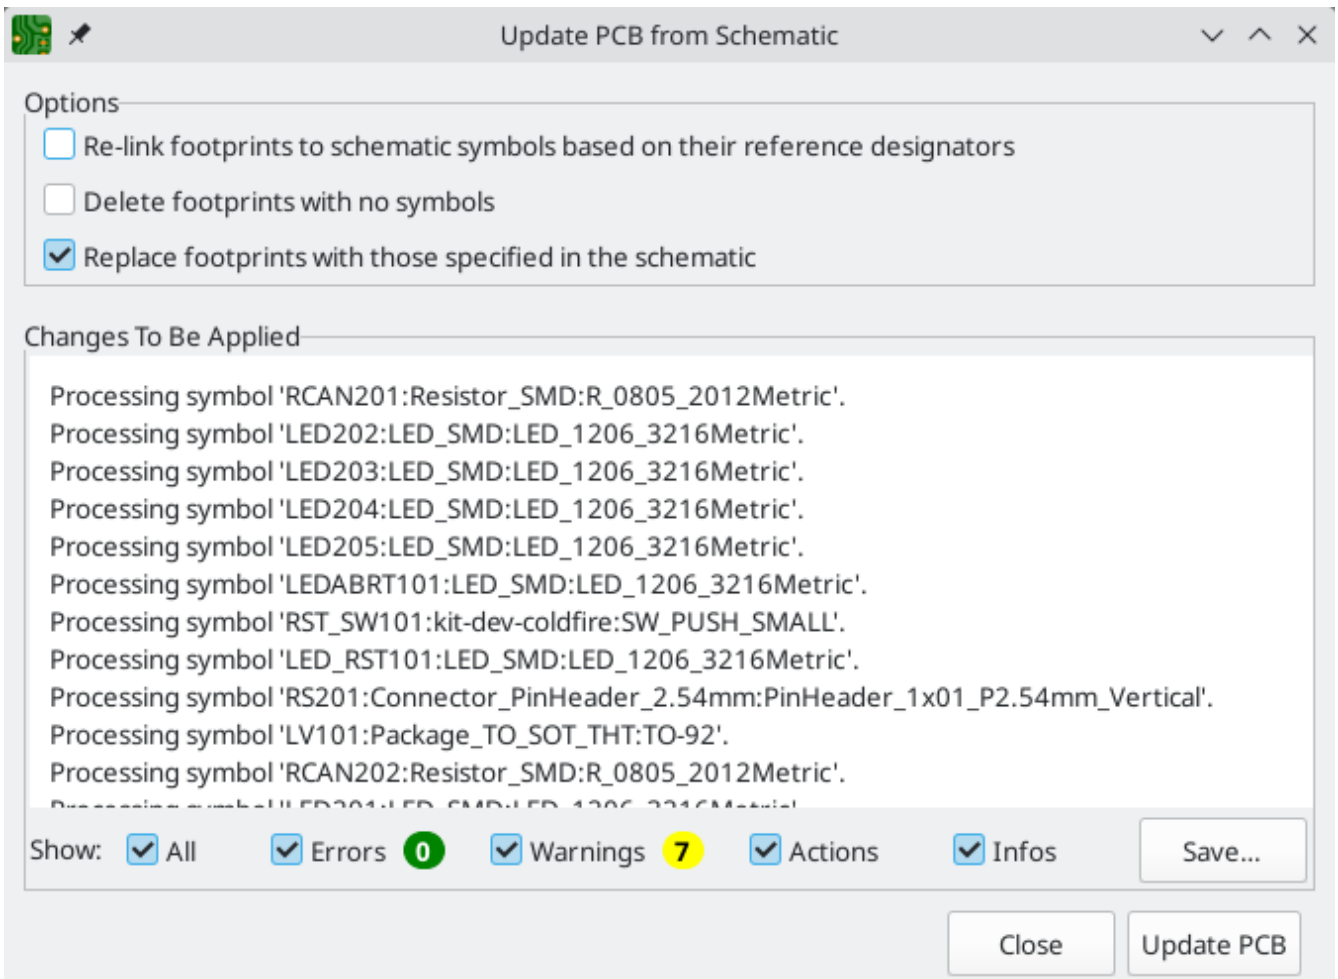 Update PCB from Schematic
Options
Re-link footprints to schematic symbols based on their reference designators
Delete footprints with no symbols
Replace footprints with those specified in the schematic
Changes To Be Applied
Processing symbol 'RCAN201:Resistor_SMD:R_0805_2012Metric'.
Processing symbol 'LED202:LED_SMD:LED_1206_3216Metric'.
Processing symbol 'LED203:LED_SMD:LED_1206_3216Metric'.
Processing symbol 'LED204:LED_SMD:LED_1206_3216Metric'.
Processing symbol 'LED205:LED_SMD:LED_1206_3216Metric'.
Processing symbol 'LEDABRT101:LED_SMD:LED_1206_3216Metric'.
Processing symbol 'RST_SW101:kit-dev-coldfire:SW_PUSH_SMALL'.
Processing symbol 'LED_RST101:LED_SMD:LED_1206_3216Metric'.
Processing symbol 'RS201:Connector_PinHeader_2.54mm:PinHeader_1x01_P2.54mm_Vertical'.
Processing symbol 'LV101:Package_TO_SOT_THT:TO-92'.
Processing symbol 'RCAN202:Resistor_SMD:R_0805_2012Metric'.
Processing symbol 'LED201:LED_SMD:LED_1206_3216Metric'.
Show: All Errors 0 Warnings 7 Actions Infos Save...
Close Update PCB